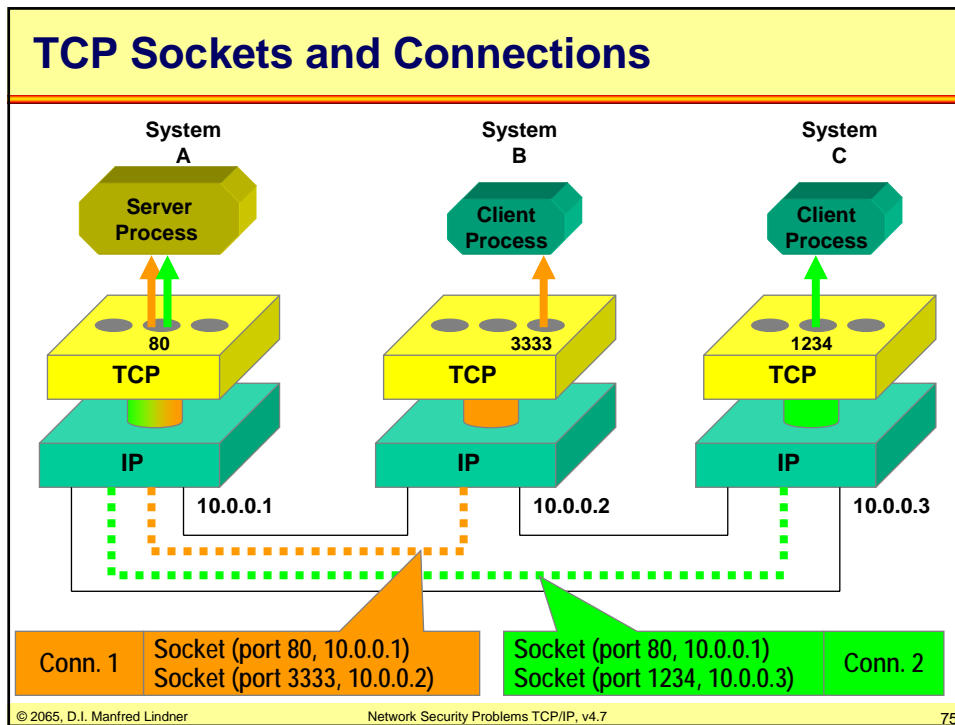 TCP Sockets and Connections
System
A
System
B
System
C
Server
Process
Client
Process
Client
Process
80
3333
1234
TCP
TCP
TCP
IP
IP
IP
10.0.0.1
10.0.0.2
10.0.0.3
Conn. 1
Socket (port 80, 10.0.0.1)
Socket (port 3333, 10.0.0.2)
Socket (port 80, 10.0.0.1)
Socket (port 1234, 10.0.0.3)
Conn. 2
© 2065, D.I. Manfred Lindner
Network Security Problems TCP/IP, v4.7
75